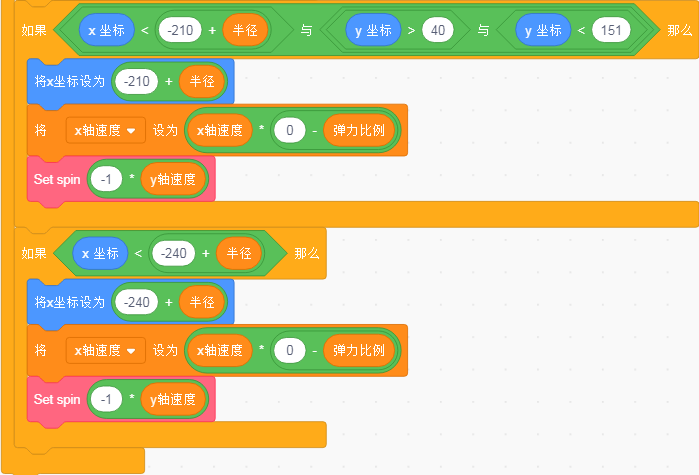 如果 x 坐标 < -210 + 半径 与 y 坐标 > 40 与 y 坐标 < 151 那么
将x坐标设为 -210 + 半径
将 x轴速度 设为 x轴速度 * 0 - 弹力比例
Set spin -1 * y轴速度
如果 x 坐标 < -240 + 半径 那么
将x坐标设为 -240 + 半径
将 x轴速度 设为 x轴速度 * 0 - 弹力比例
Set spin -1 * y轴速度